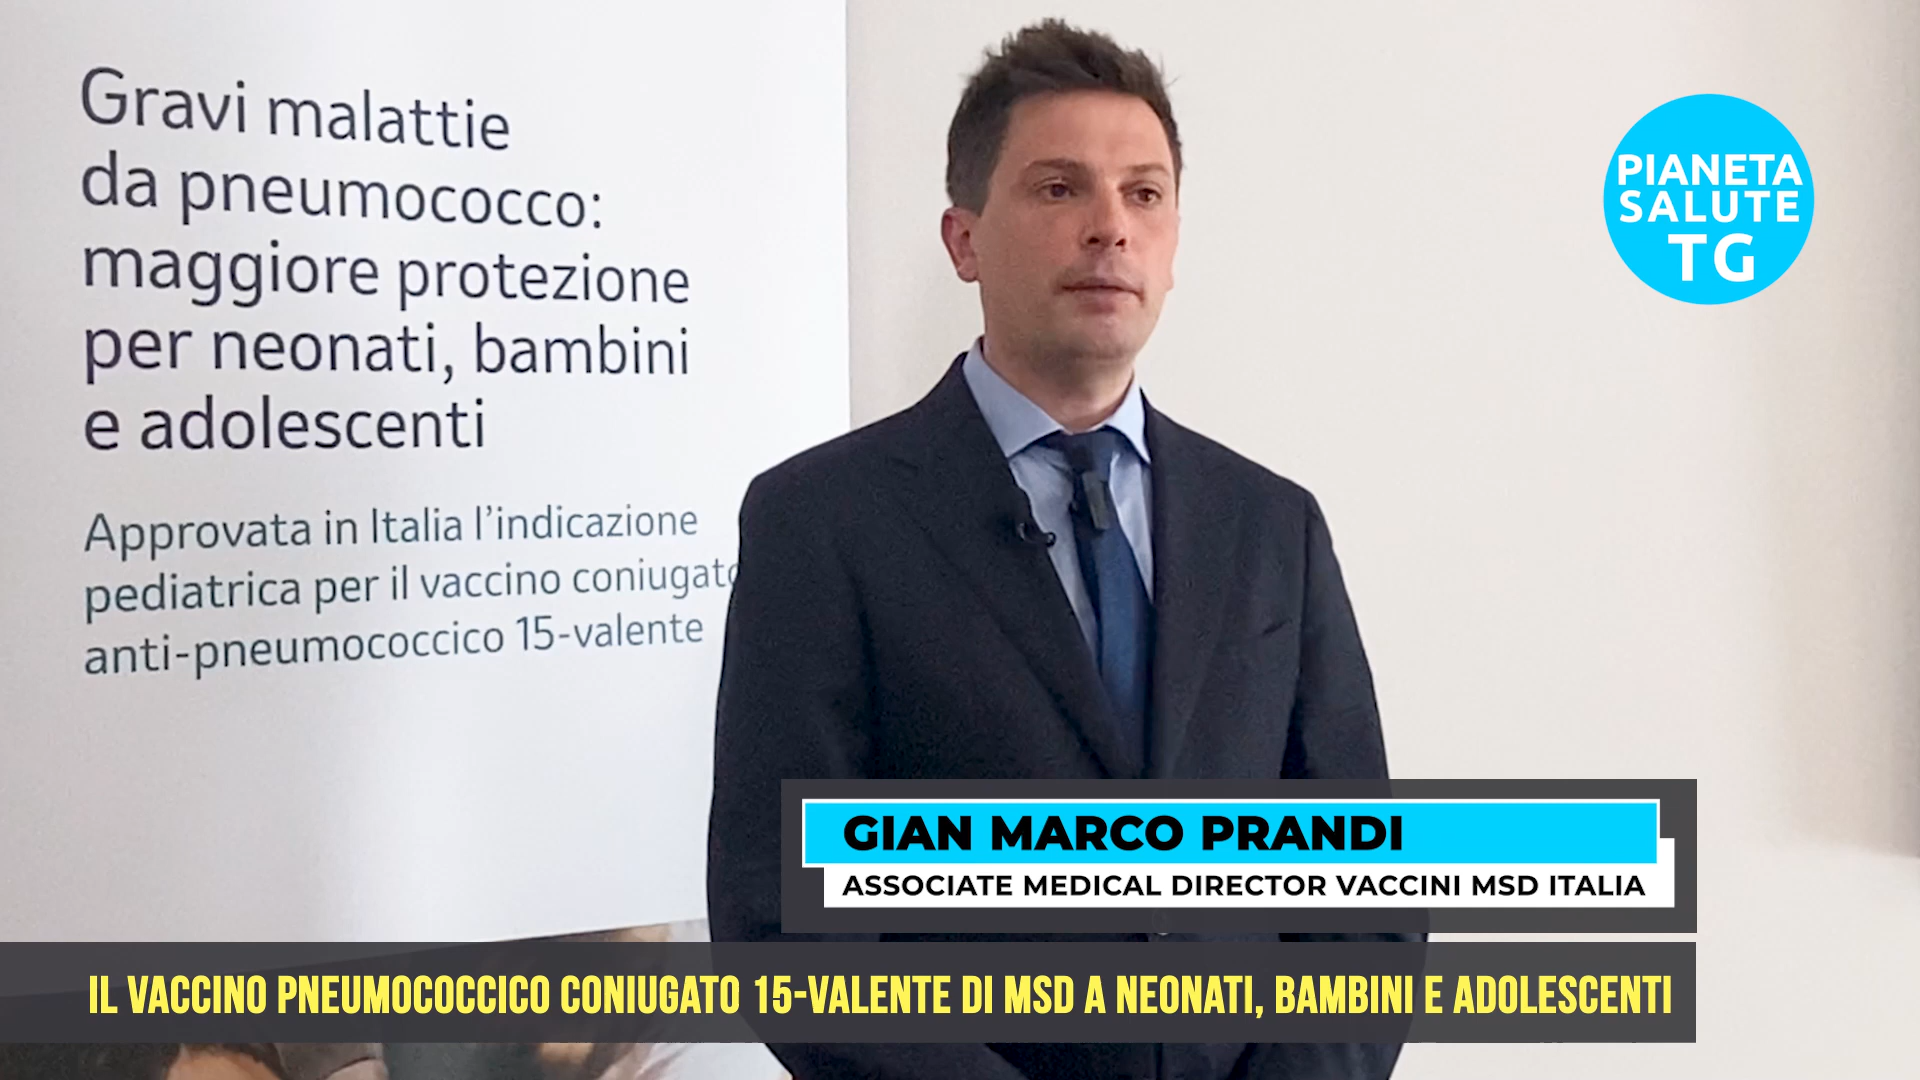 Gravi malattie
da pneumococco:
maggiore protezione
per neonati, bambini
e adolescenti
Approvata in Italia l'indicazione
pediatrica per il vaccino coniugato
anti-pneumococcico 15-valente
PIANETA
SALUTE
TG
GIAN MARCO PRANDI
ASSOCIATE MEDICAL DIRECTOR VACCINI MSD ITALIA
IL VACCINO PNEUMOCOCCICO CONIUGATO 15-VALENTE DI MSD A NEONATI, BAMBINI E ADOLESCENTI